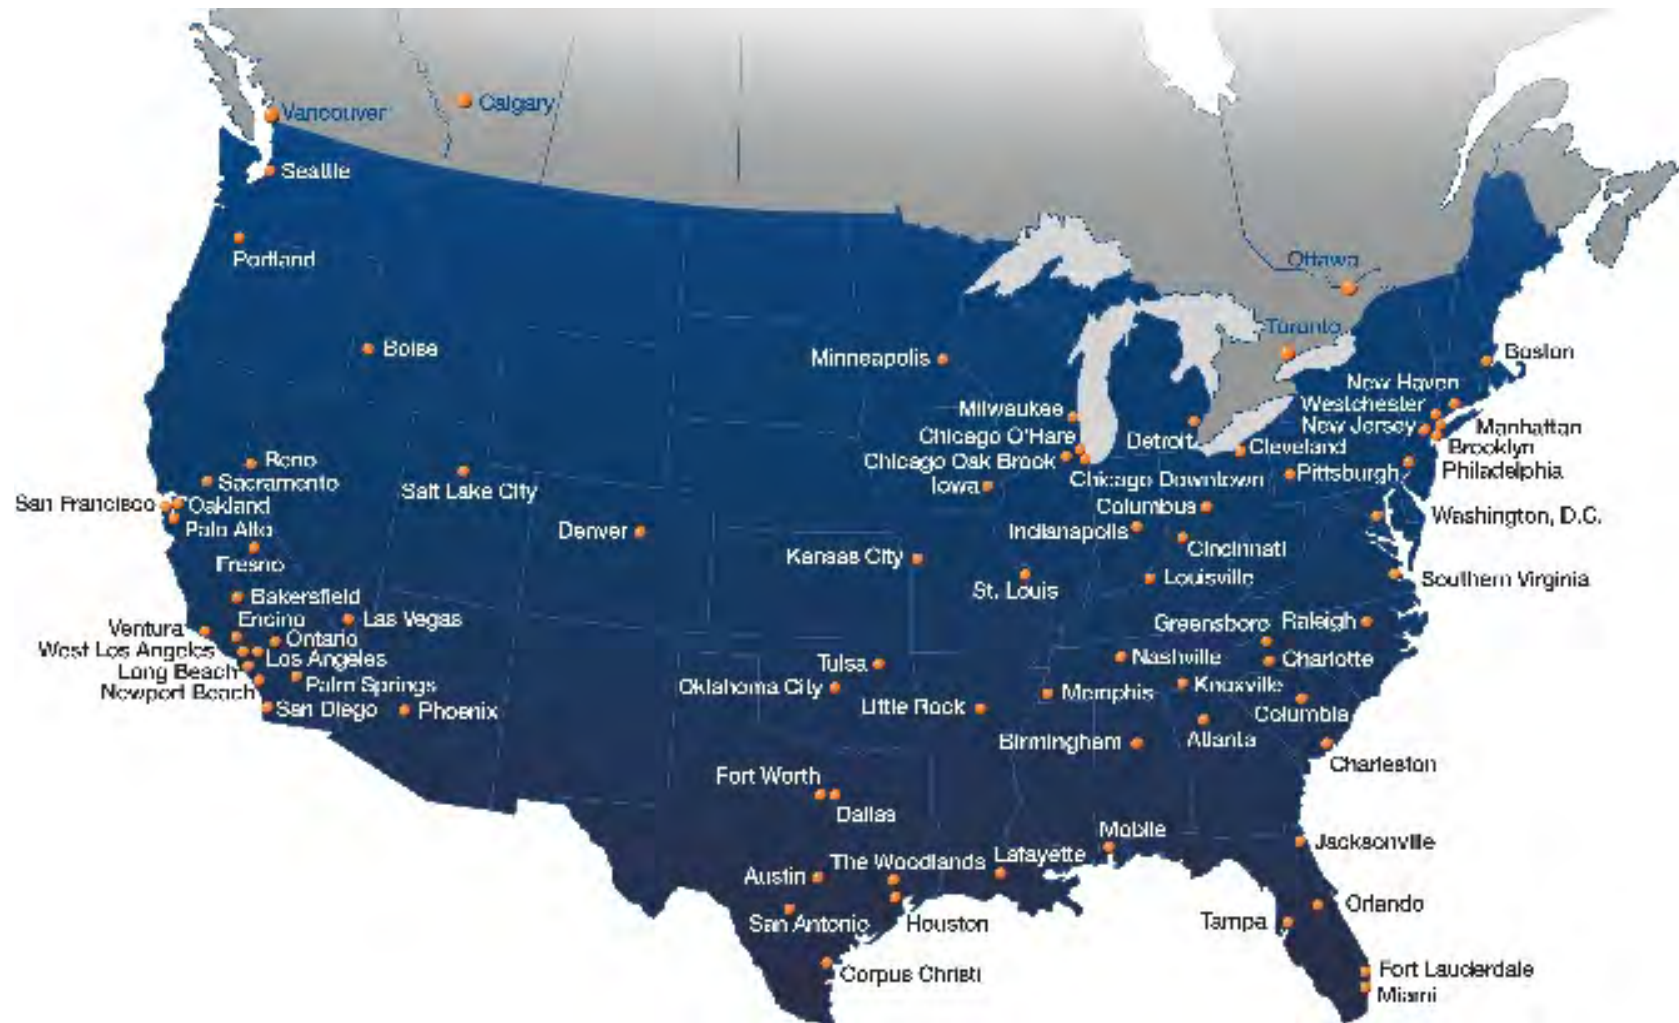 Vancouver
Calgary
Seattle
Portland
Ottawa
Toronto
Boise
Minneapolis
Boston
New Haven
Milwaukee
Westchester
New Jersey
Manhattan
Chicago O'Hare
Detroit
Cleveland
Brooklyn
Reno
Chicago Oak Brook
Pittsburgh
Philadelphia
Sacramento
Salt Lake City
Iowa
Chicago Downtown
San Francisco
Oakland
Columbus
Washington, D.C.
Palo Alto
Denver
Indianapolis
Cincinnati
Fresno
Kansas City
St. Louis
Louisville
Southern Virginia
Bakersfield
Encino
Las Vegas
Greensboro
Raleigh
Ventura
Ontario
West Los Angeles
Los Angeles
Tulsa
Nashville
Charlotte
Long Beach
Palm Springs
Oklahoma City
Memphis
Knoxville
Newport Beach
San Diego
Phoenix
Little Rock
Columbia
Birmingham
Atlanta
Charleston
Fort Worth
Dallas
Mobile
Jacksonville
The Woodlands
Lafayette
Austin
San Antonio
Houston
Orlando
Tampa
Corpus Christi
Fort Lauderdale
Miami